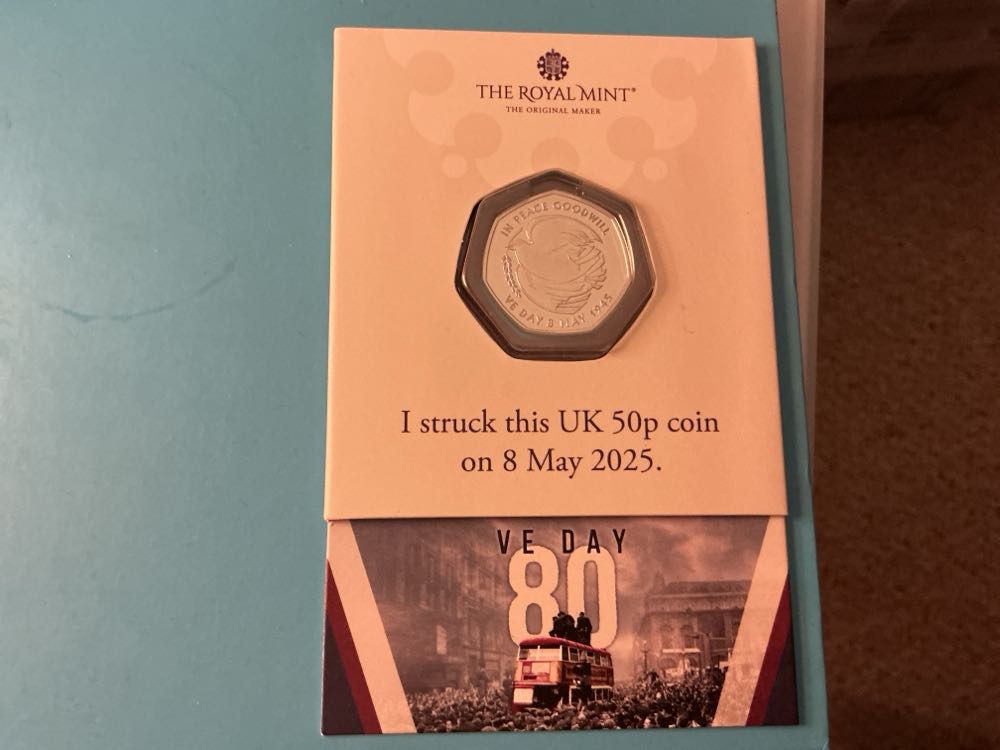 THE ROYAL MINT®
THE ORIGINAL MAKER
IN PEACE GOODWILL
VE DAY 8 MAY 1945
I struck this UK 50p coin
on 8 May 2025.
VE DAY
80